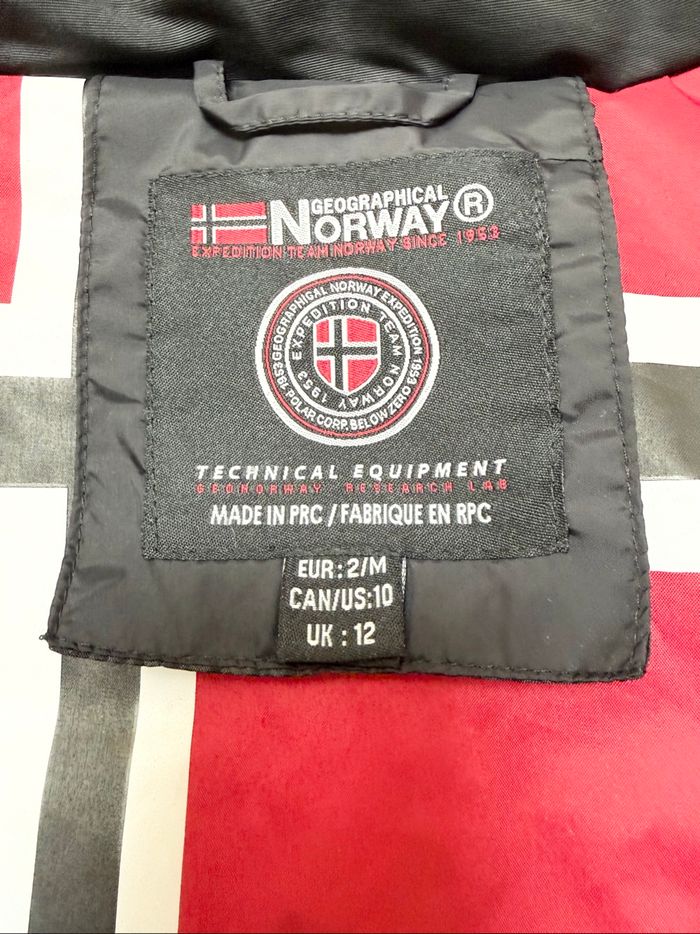 GEOGRAPHICAL
NORWAY ®
EXPEDITION TEAM NORWAY SINCE 1953
GEOGRAPHICAL NORWAY EXPEDITION 1953
EXPEDITION TEAM NORWAY 1953
1953 POLAR CORP. BELOW ZERO
TECHNICAL EQUIPMENT
GEONORWAY RESEARCH LAB
MADE IN PRC / FABRIQUE EN RPC
EUR: 2/M
CAN/US:10
UK : 12